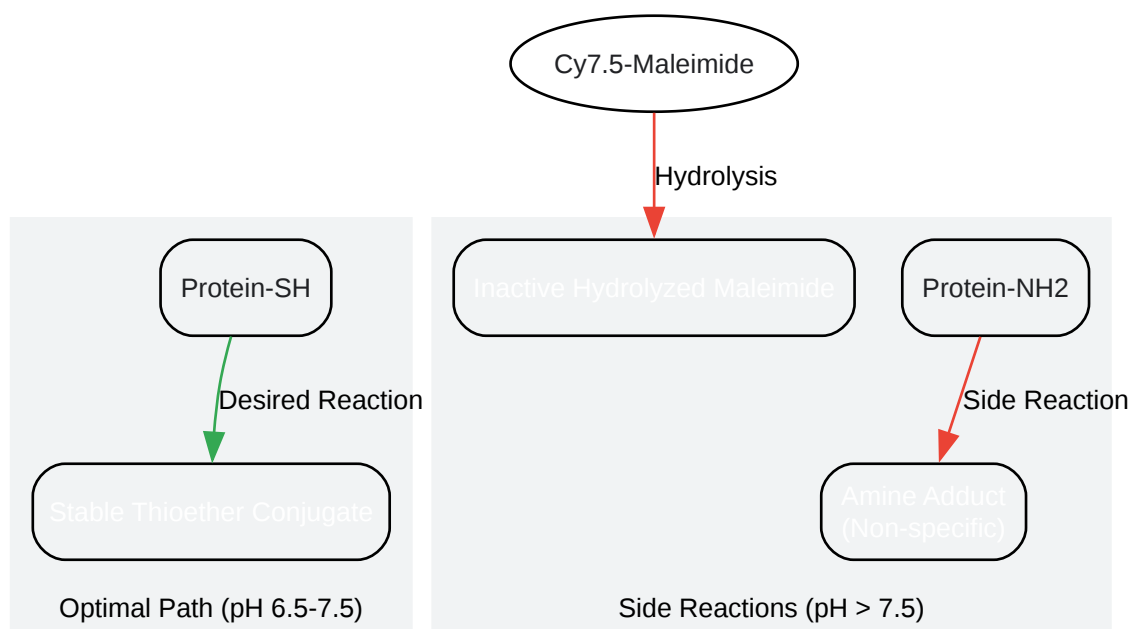 Cy7.5-Maleimide
Hydrolysis
Protein-SH
Inactive Hydrolyzed Maleimide
Protein-NH2
Desired Reaction
Side Reaction
Stable Thioether Conjugate
Amine Adduct
(Non-specific)
Optimal Path (pH 6.5-7.5)
Side Reactions (pH > 7.5)